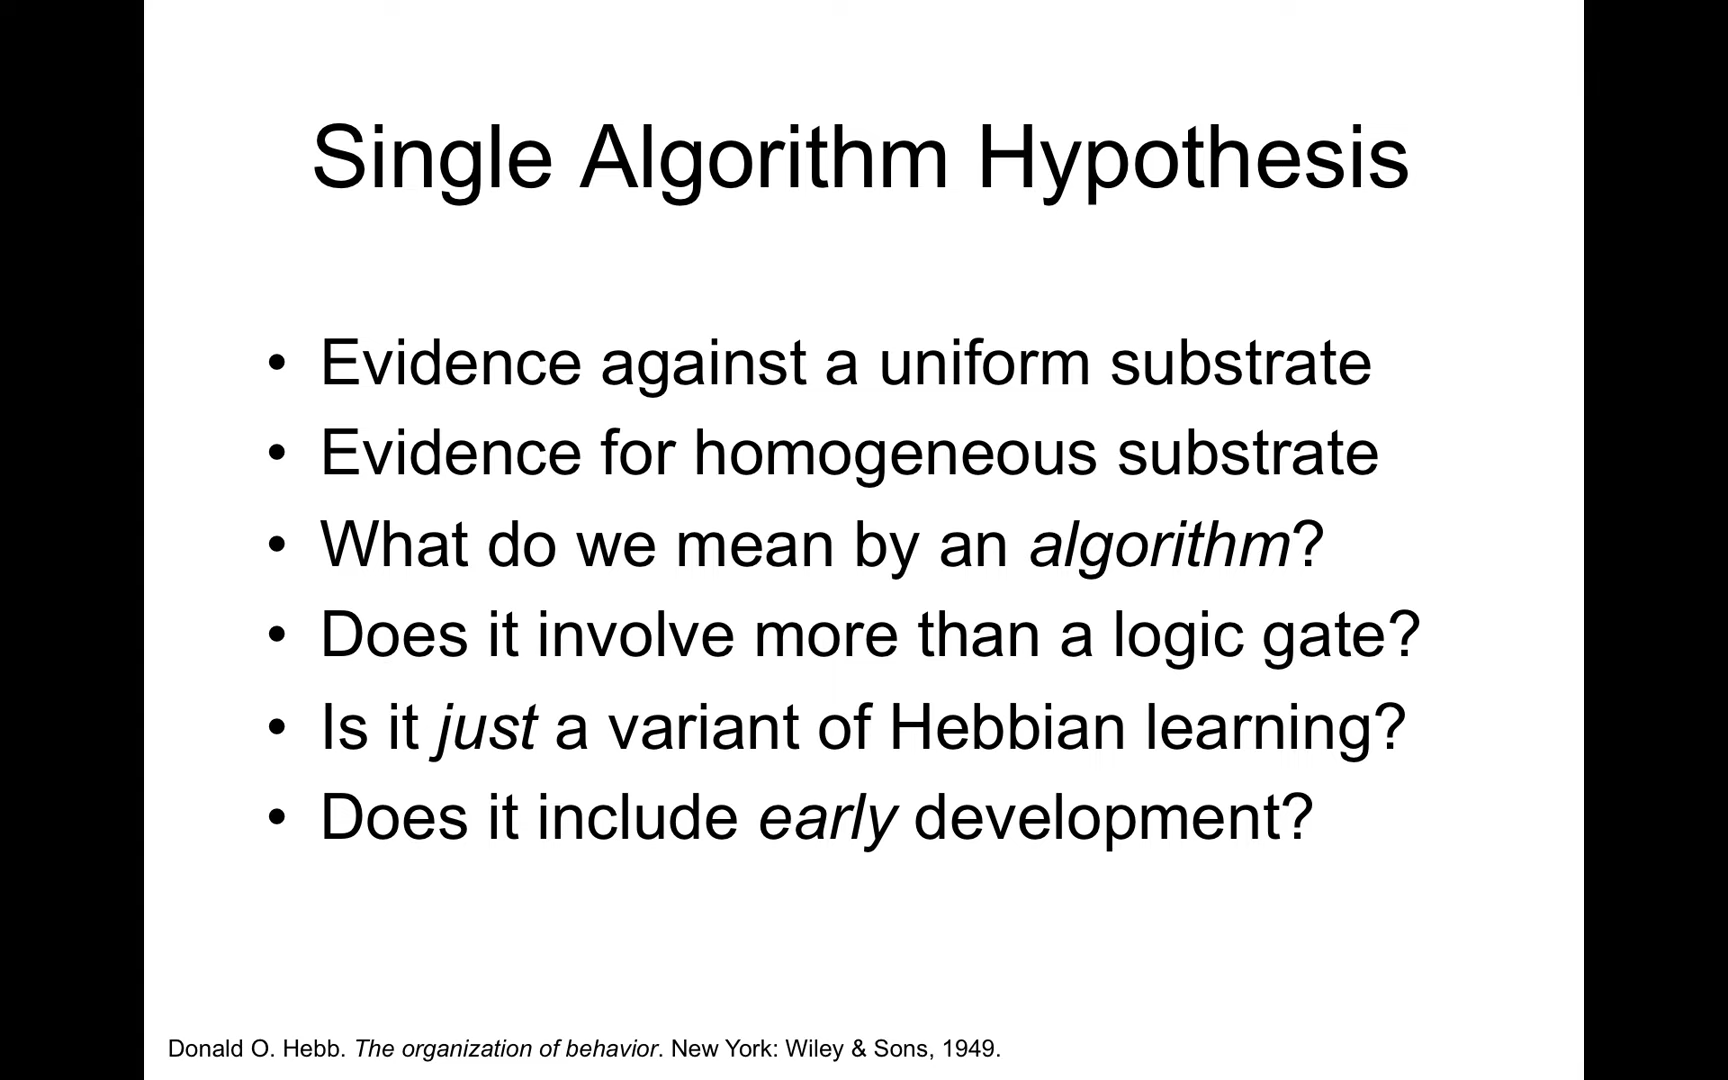 Single Algorithm Hypothesis
• Evidence against a uniform substrate
• Evidence for homogeneous substrate
• What do we mean by an algorithm?
• Does it involve more than a logic gate?
• Is it just a variant of Hebbian learning?
• Does it include early development?
Donald O. Hebb. The organization of behavior. New York: Wiley & Sons, 1949.